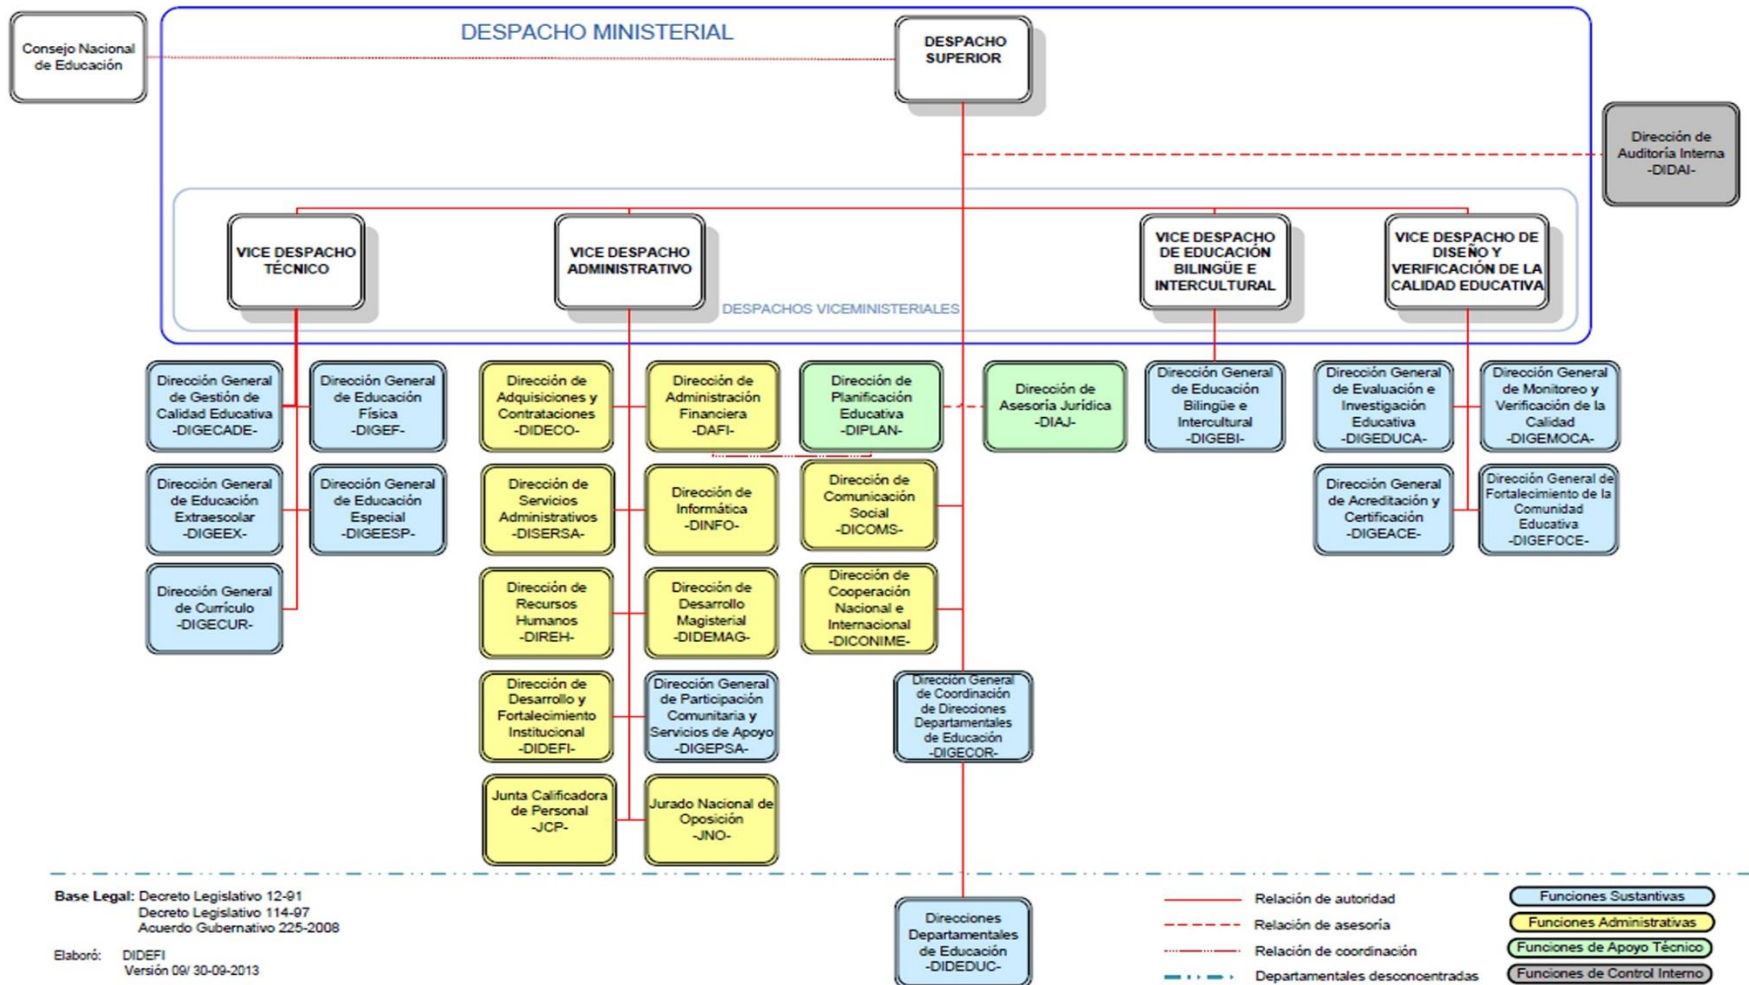 DESPACHO MINISTERIAL
Consejo Nacional
de Educación
DESPACHO
SUPERIOR
Dirección de
Auditoría Interna
-DIDAI-
VICE DESPACHO
TÉCNICO
VICE DESPACHO
ADMINISTRATIVO
VICE DESPACHO
DE EDUCACIÓN
BILINGÜE E
INTERCULTURAL
VICE DESPACHO DE
DISEÑO Y
VERIFICACIÓN DE LA
CALIDAD EDUCATIVA
DESPACHOS VICEMINISTERIALES
Dirección General
de Gestión de
Calidad Educativa
-DIGECADE-
Dirección General
de Educación
Física
-DIGEF-
Dirección de
Adquisiciones y
Contrataciones
-DIDECO-
Dirección de
Administración
Financiera
-DAFI-
Dirección de
Planificación
Educativa
-DIPLAN-
Dirección de
Asesoría Jurídica
-DIAJ-
Dirección General
de Educación
Bilingüe e
Intercultural
-DIGEBI-
Dirección General
de Evaluación e
Investigación
Educativa
-DIGEDUCA-
Dirección General
de Monitoreo y
Verificación de la
Calidad
-DIGEMOCA-
Dirección General
de Educación
Extraescolar
-DIGEEX-
Dirección General
de Educación
Especial
-DIGEESP-
Dirección de
Servicios
Administrativos
-DISERSA-
Dirección de
Informática
-DINFO-
Dirección de
Comunicación
Social
-DICOMS-
Dirección General
de Acreditación y
Certificación
-DIGEACE-
Dirección General de
Fortalecimiento de la
Comunidad
Educativa
-DIGEFOCE-
Dirección General
de Currículo
-DIGECUR-
Dirección de
Recursos
Humanos
-DIREH-
Dirección de
Desarrollo
Magisterial
-DIDEMAG-
Dirección de
Cooperación
Nacional e
Internacional
-DICONIME-
Dirección de
Desarrollo y
Fortalecimiento
Institucional
-DIDEFI-
Dirección General
de Participación
Comunitaria y
Servicios de Apoyo
-DIGEPSA-
Dirección General
de Coordinación
de Direcciones
Departamentales
de Educación
-DIGECOR-
Junta Calificadora
de Personal
-JCP-
Jurado Nacional de
Oposición
-JNO-
Direcciones
Departamentales
de Educación
-DIDEDUC-
Base Legal: Decreto Legislativo 12-91
Decreto Legislativo 114-97
Acuerdo Gubernativo 225-2008
Elaboró: DIDEFI
Versión 09/ 30-09-2013
Relación de autoridad
Relación de asesoría
Relación de coordinación
Departamentales desconcentradas
Funciones Sustantivas
Funciones Administrativas
Funciones de Apoyo Técnico
Funciones de Control Interno